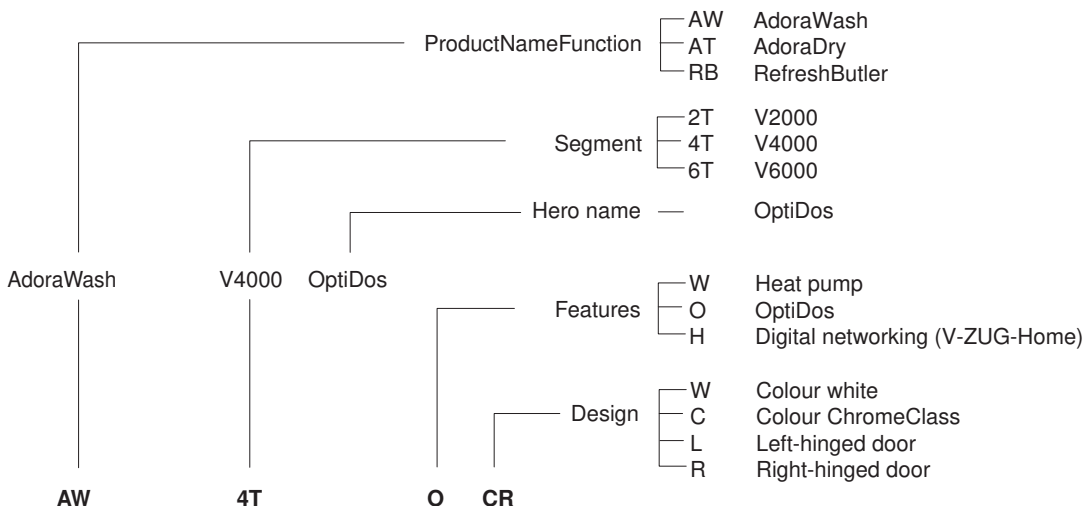 AW AdoraWash
ProductNameFunction AT AdoraDry
RB RefreshButler
2T V2000
Segment 4T V4000
6T V6000
Hero name — OptiDos
AdoraWash V4000 OptiDos
W Heat pump
Features O OptiDos
H Digital networking (V-ZUG-Home)
W Colour white
Design C Colour ChromeClass
L Left-hinged door
R Right-hinged door
AW 4T O CR